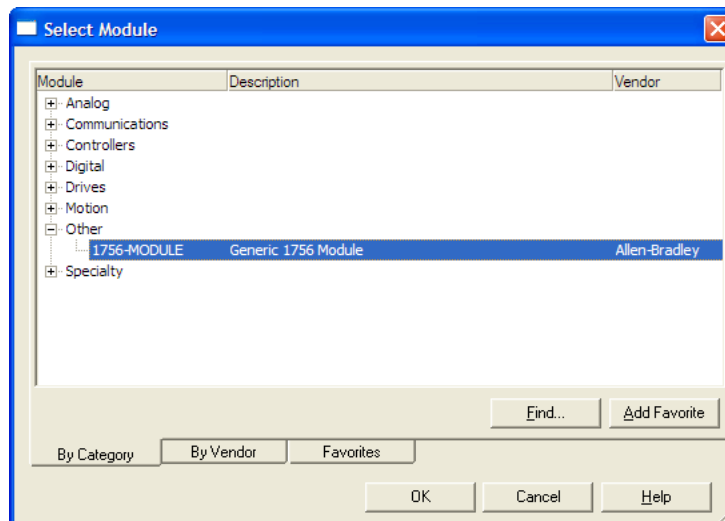 Select Module
Module Description Vendor
Analog
Communications
Controllers
Digital
Drives
Motion
Other
1756-MODULE Generic 1756 Module Allen-Bradley
Specialty
Find... Add Favorite
By Category By Vendor Favorites
OK Cancel Help